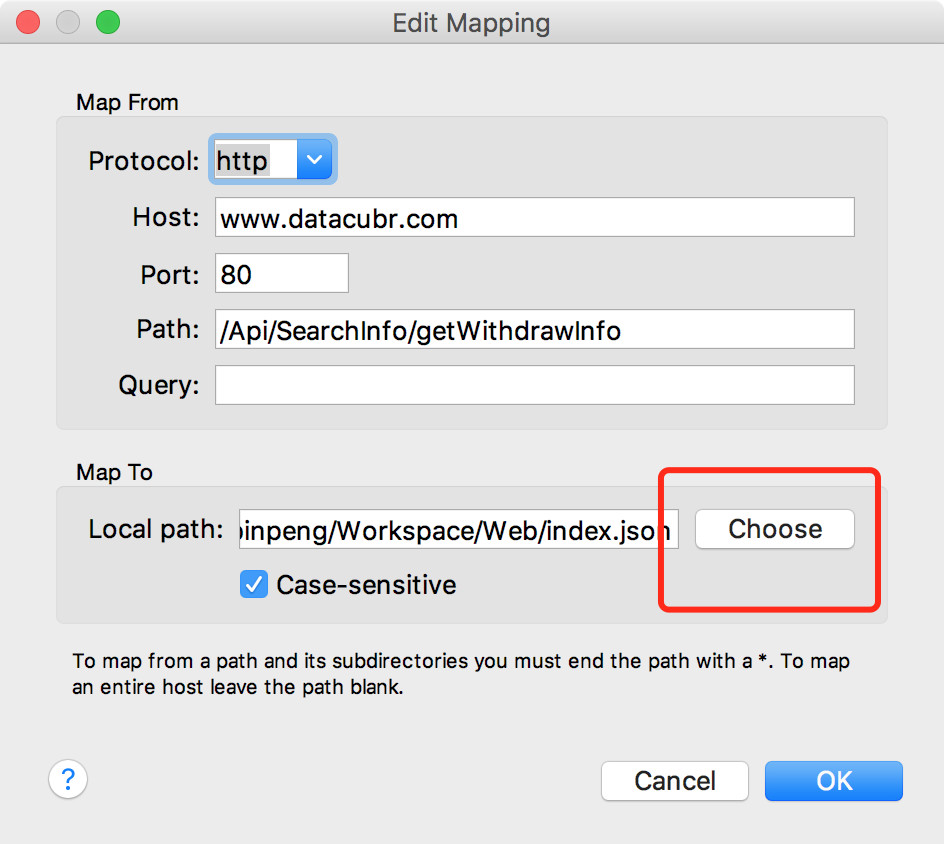 Edit Mapping
Map From
Protocol: http
Host: www.datacubr.com
Port: 80
Path: /Api/SearchInfo/getWithdrawInfo
Query:
Map To
Local path: inpeng/Workspace/Web/index.json Choose
Case-sensitive
To map from a path and its subdirectories you must end the path with a *. To map
an entire host leave the path blank.
? Cancel OK